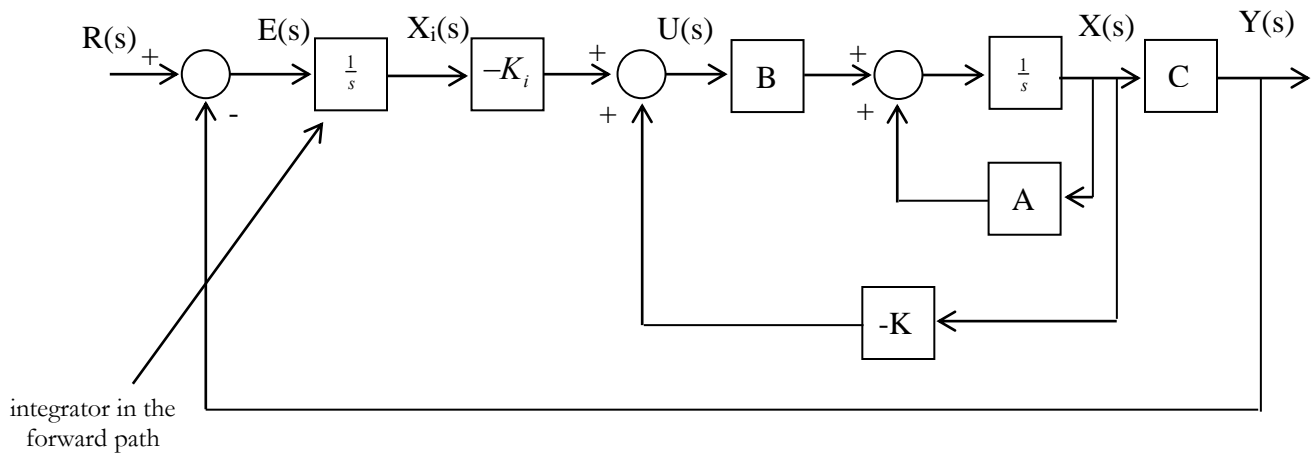 R(s)
+
-
E(s)
1/s
Xᵢ(s)
−Kᵢ
+
+
U(s)
B
+
+
1/s
X(s)
C
Y(s)
A
-K
integrator in the
forward path